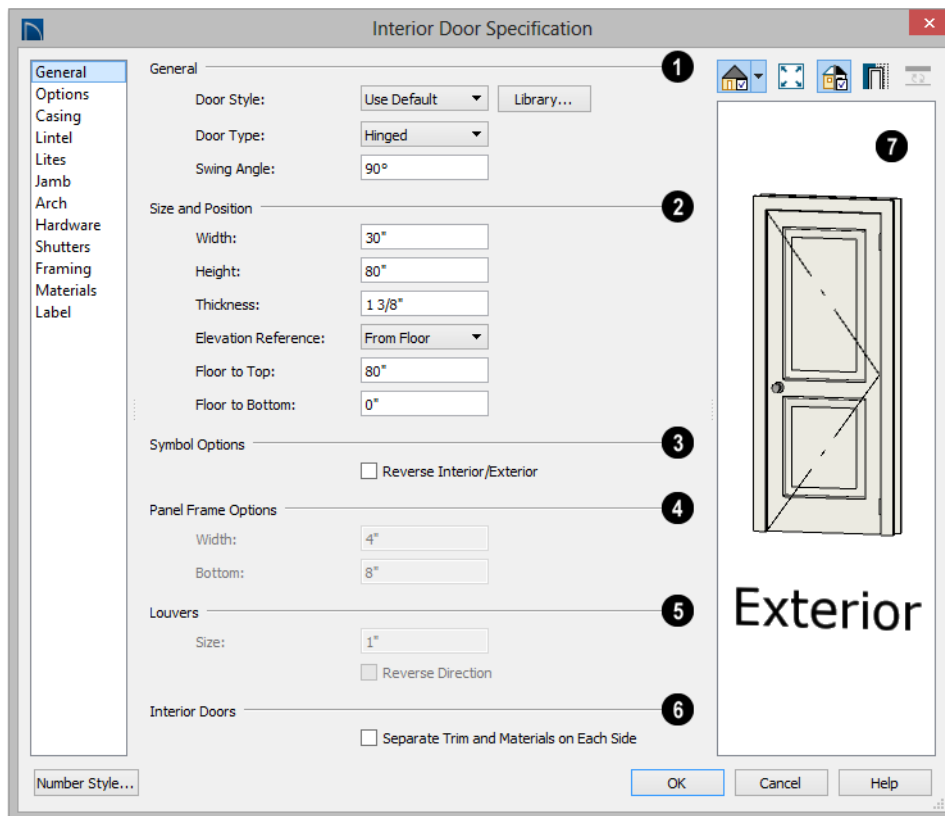 Interior Door Specification
General
Options
Casing
Lintel
Lites
Jamb
Arch
Hardware
Shutters
Framing
Materials
Label
General 1
Door Style: Use Default Library...
Door Type: Hinged
Swing Angle: 90°
Size and Position 2
Width: 30"
Height: 80"
Thickness: 1 3/8"
Elevation Reference: From Floor
Floor to Top: 80"
Floor to Bottom: 0"
Symbol Options 3
Reverse Interior/Exterior
Panel Frame Options 4
Width: 4"
Bottom: 8"
Louvers 5
Size: 1"
Reverse Direction
Interior Doors 6
Separate Trim and Materials on Each Side
7
Exterior
Number Style...
OK Cancel Help